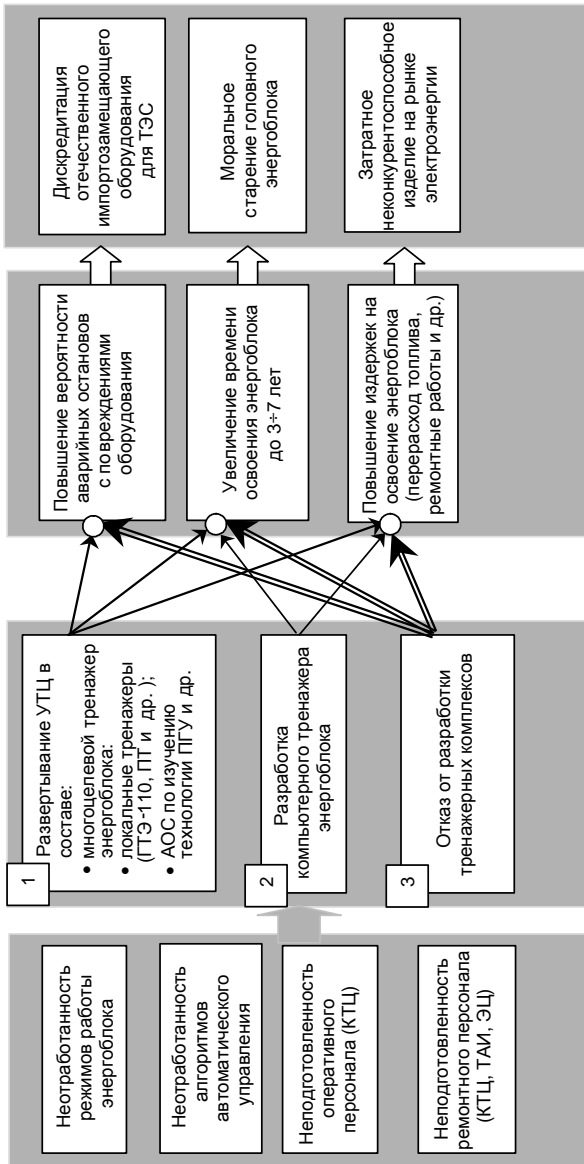 Неотработанность
режимов работы
энергоблока
Неотработанность
алгоритмов
автоматического
управления
Неподготовленность
оперативного
персонала (КТЦ)
Неподготовленность
ремонтного персонала
(КТЦ, ТАИ, ЭЦ)
1
Развертывание УТЦ в
составе:
• многоцелевой тренажер
энергоблока:
• локальные тренажеры
(ГТЭ-110, ПТ и др. );
• АОС по изучению
технологии ПГУ и др.
2
Разработка
компьютерного тренажера
энергоблока
3
Отказ от разработки
тренажерных комплексов
Повышение вероятности
аварийных остановов
с повреждениями
оборудования
Увеличение времени
освоения энергоблока
до 3÷7 лет
Повышение издержек на
освоение энергоблока
(перерасход топлива,
ремонтные работы и др.)
Дискредитация
отечественного
импортозамещающего
оборудования
для ТЭС
Моральное
старение головного
энергоблока
Затратное
неконкурентоспособное
изделие на рынке
электроэнергии